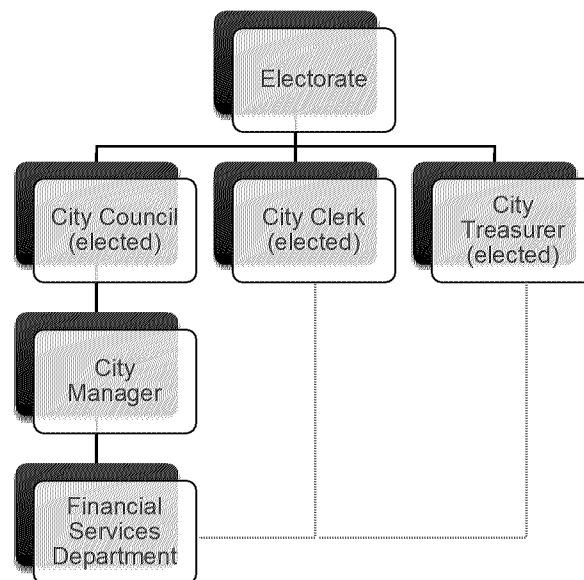 Electorate
City Council
(elected)
City Clerk
(elected)
City
Treasurer
(elected)
City
Manager
Financial
Services
Department